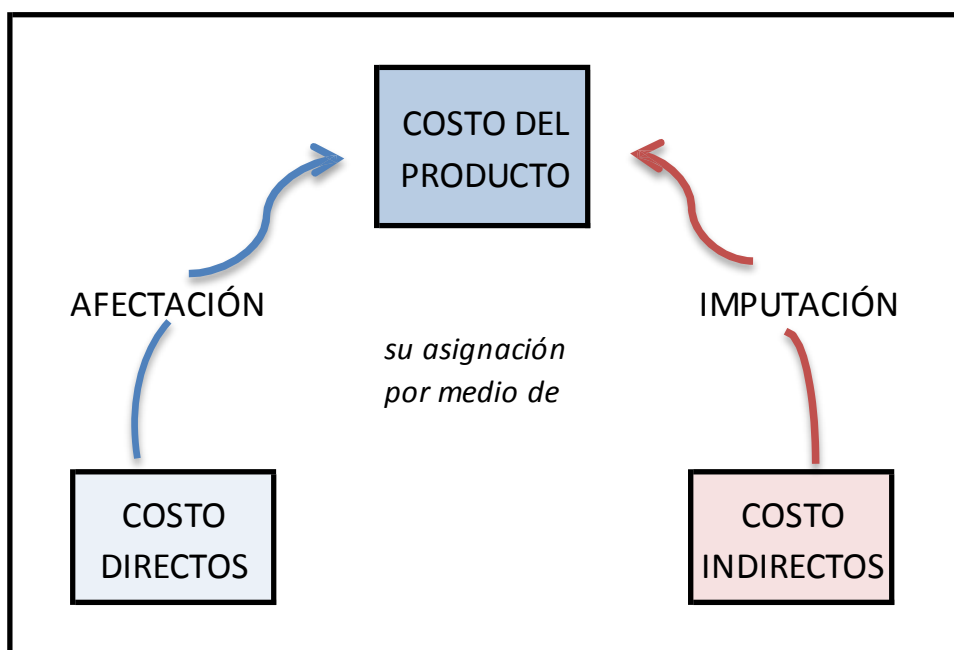 COSTO DEL
PRODUCTO
AFECTACIÓN
IMPUTACIÓN
su asignación
por medio de
COSTO
DIRECTOS
COSTO
INDIRECTOS